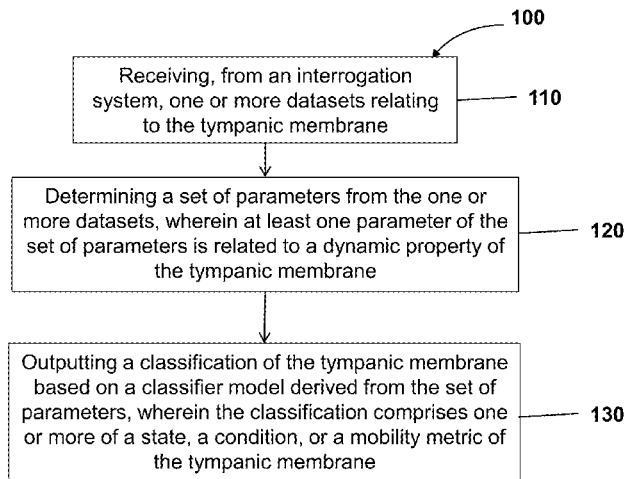 100
Receiving, from an interrogation
system, one or more datasets relating
to the tympanic membrane
110
Determining a set of parameters from the one or
more datasets, wherein at least one parameter of the
set of parameters is related to a dynamic property of
the tympanic membrane
120
Outputting a classification of the tympanic membrane
based on a classifier model derived from the set of
parameters, wherein the classification comprises one
or more of a state, a condition, or a mobility metric of
the tympanic membrane
130